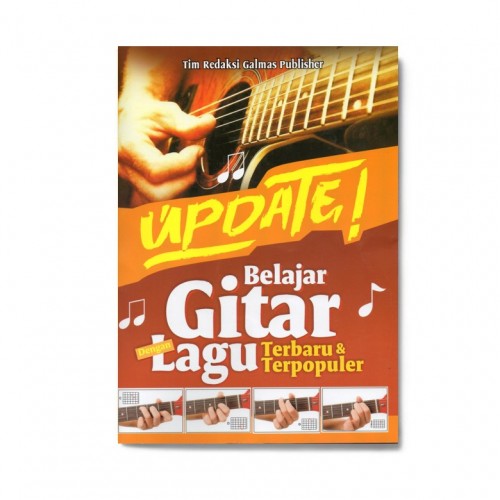 Tim Redaksi Galmas Publisher
UPDATE!
Belajar
Gitar
Dengan
Lagu
Terbaru &
Terpopuler